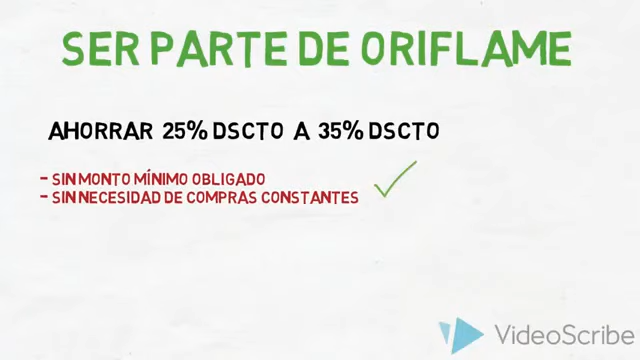 SER PARTE DE ORIFLAME
AHORRAR 25% DSCTO A 35% DSCTO
- SIN MONTO MÍNIMO OBLIGADO
- SIN NECESIDAD DE COMPRAS CONSTANTES
VideoScribe